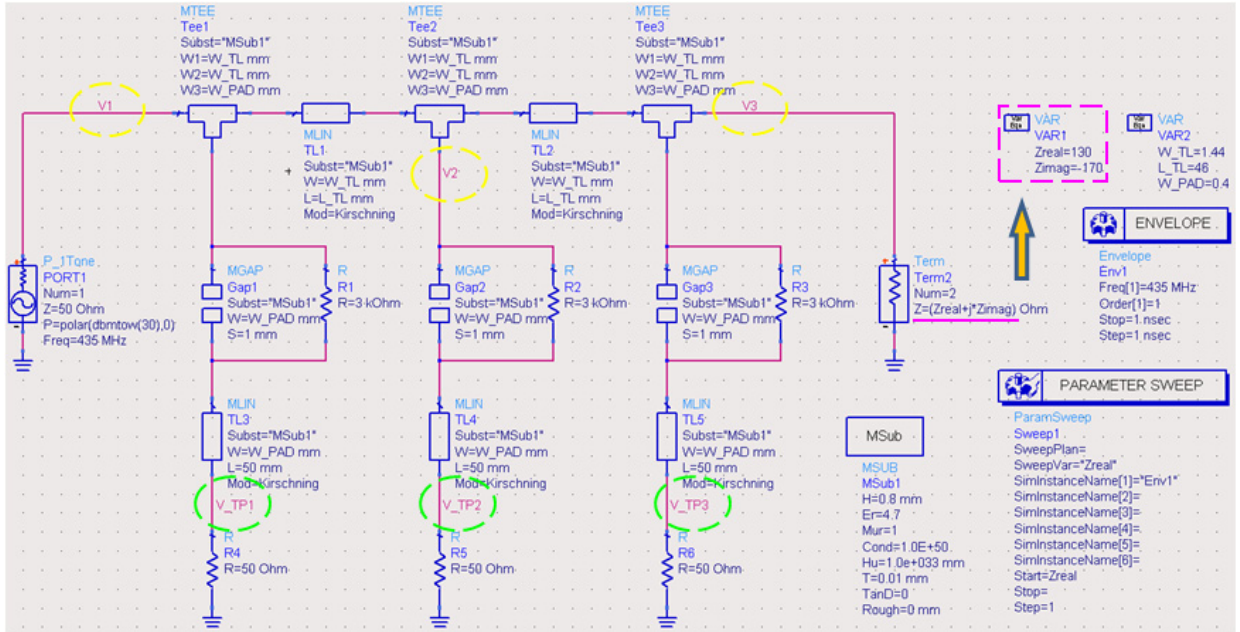 MTEE
Tee1
Subst="MSub1"
W1=W_TL mm
W2=W_TL mm
W3=W_PAD mm
MTEE
Tee2
Subst="MSub1"
W1=W_TL mm
W2=W_TL mm
W3=W_PAD mm
MTEE
Tee3
Subst="MSub1"
W1=W_TL mm
W2=W_TL mm
W3=W_PAD mm
V1
V2
V3
MLIN
TL1
Subst="MSub1"
W=W_TL mm
L=L_TL mm
Mod=Kirschning
MLIN
TL2
Subst="MSub1"
W=W_TL mm
L=L_TL mm
Mod=Kirschning
Var
Eqn
VAR
VAR1
Zreal=130
Zimag=-170
Var
Eqn
VAR
VAR2
W_TL=1.44
L_TL=46
W_PAD=0.4
ENVELOPE
Envelope
Env1
Freq[1]=435 MHz
Order[1]=1
Stop=1 nsec
Step=1 nsec
P_1Tone
PORT1
Num=1
Z=50 Ohm
P=polar(dbmtow(30),0)
Freq=435 MHz
MGAP
Gap1
Subst="MSub1"
W=W_PAD mm
S=1 mm
R
R1
R=3 kOhm
MGAP
Gap2
Subst="MSub1"
W=W_PAD mm
S=1 mm
R
R2
R=3 kOhm
MGAP
Gap3
Subst="MSub1"
W=W_PAD mm
S=1 mm
R
R3
R=3 kOhm
Term
Term2
Num=2
Z=(Zreal+j*Zimag) Ohm
MLIN
TL3
Subst="MSub1"
W=W_PAD mm
L=50 mm
Mod=Kirschning
MLIN
TL4
Subst="MSub1"
W=W_PAD mm
L=50 mm
Mod=Kirschning
MLIN
TL5
Subst="MSub1"
W=W_PAD mm
L=50 mm
Mod=Kirschning
V_TP1
V_TP2
V_TP3
R
R4
R=50 Ohm
R
R5
R=50 Ohm
R
R6
R=50 Ohm
MSub
MSUB
MSub1
H=0.8 mm
Er=4.7
Mur=1
Cond=1.0E+50
Hu=1.0e+033 mm
T=0.01 mm
TanD=0
Rough=0 mm
PARAMETER SWEEP
ParamSweep
Sweep1
SweepPlan=
SweepVar="Zreal"
SimInstanceName[1]="Env1"
SimInstanceName[2]=
SimInstanceName[3]=
SimInstanceName[4]=
SimInstanceName[5]=
SimInstanceName[6]=
Start=Zreal
Stop=
Step=1